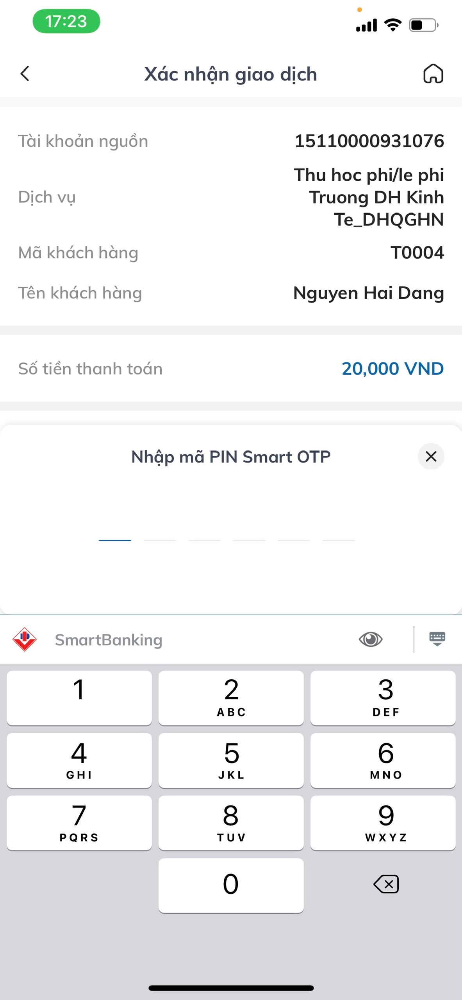 17:23
Xác nhận giao dịch
Tài khoản nguồn 15110000931076
Dịch vụ Thu hoc phi/le phi
Truong DH Kinh
Te_DHQGHN
Mã khách hàng T0004
Tên khách hàng Nguyen Hai Dang
Số tiền thanh toán 20,000 VND
Nhập mã PIN Smart OTP
SmartBanking
1 2 3
ABC DEF
4 5 6
GHI JKL MNO
7 8 9
PQRS TUV WXYZ
0